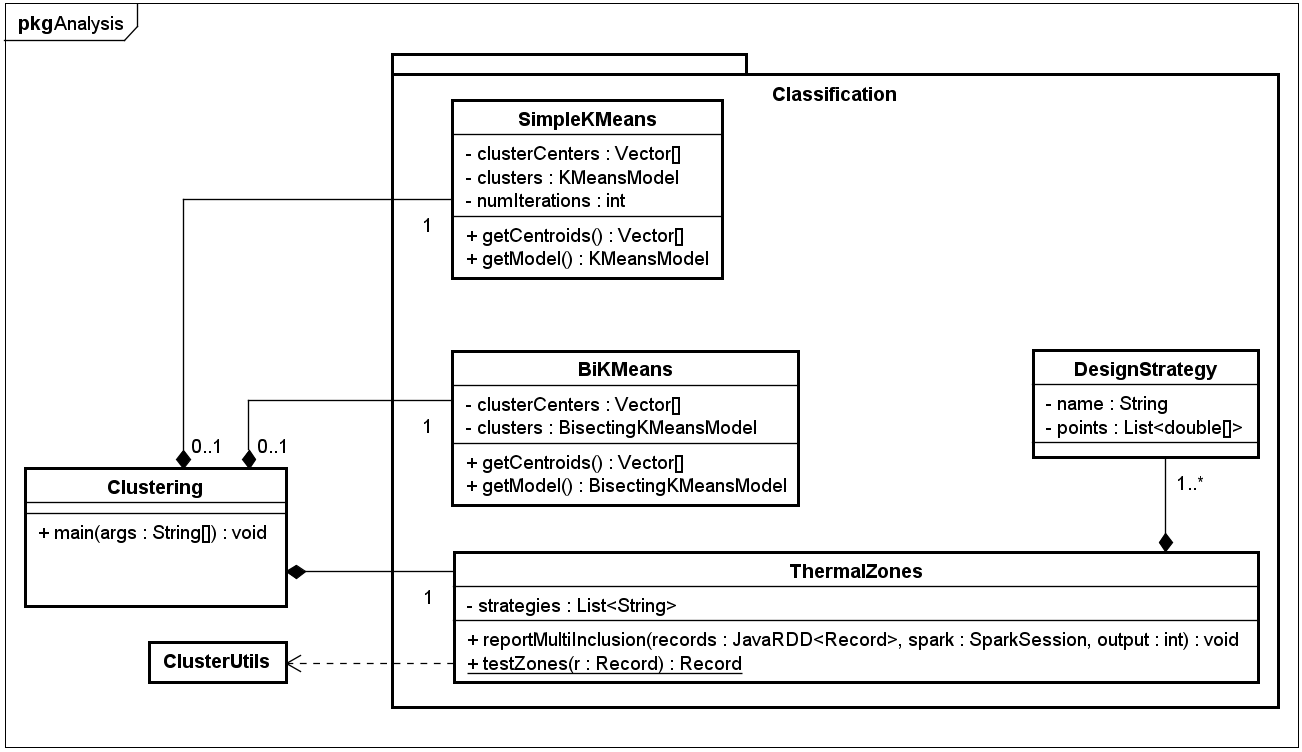 pkgAnalysis
Classification
SimpleKMeans
- clusterCenters : Vector[]
- clusters : KMeansModel
- numIterations : int
+ getCentroids() : Vector[]
+ getModel() : KMeansModel
1
BiKMeans
- clusterCenters : Vector[]
- clusters : BisectingKMeansModel
+ getCentroids() : Vector[]
+ getModel() : BisectingKMeansModel
1
DesignStrategy
- name : String
- points : List<double[]>
1..*
0..1
0..1
Clustering
+ main(args : String[]) : void
1
ThermalZones
- strategies : List<String>
+ reportMultiInclusion(records : JavaRDD<Record>, spark : SparkSession, output : int) : void
+ testZones(r : Record) : Record
ClusterUtils